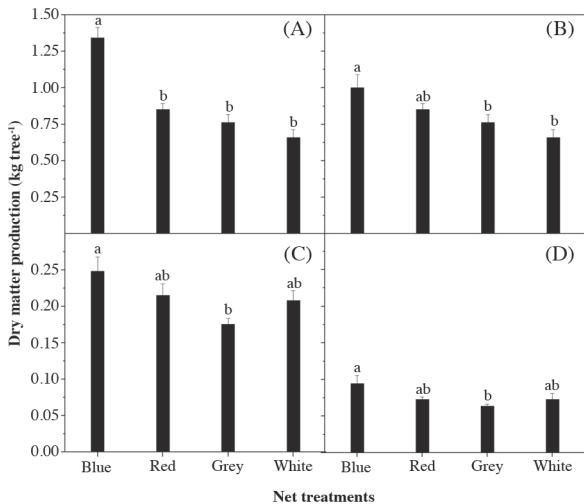 Dry matter production (kg tree⁻¹)
1.50
1.25
1.00
0.75
0.50
0.25
(A)
a
b
b
b
(B)
a
ab
b
b
0.25
0.20
0.15
0.10
0.05
0.00
(C)
a
ab
b
ab
(D)
a
ab
b
ab
Blue Red Grey White Blue Red Grey White
Net treatments